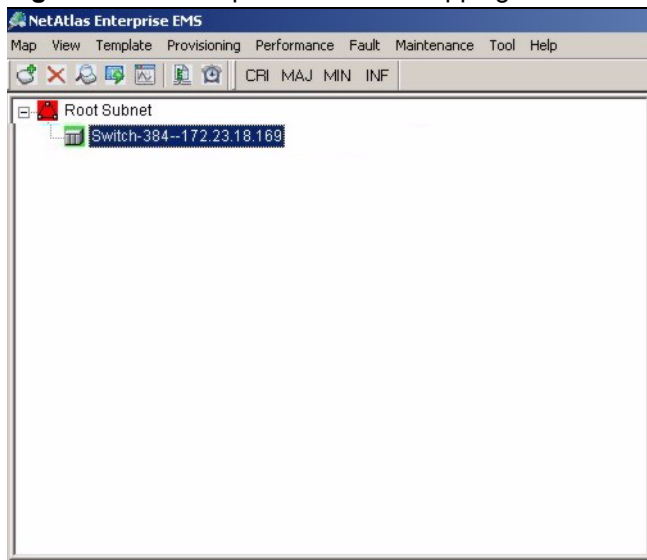 NetAtlas Enterprise EMS
Map View Template Provisioning Performance Fault Maintenance Tool Help
CRI MAJ MIN INF
Root Subnet
Switch-384--172.23.18.169